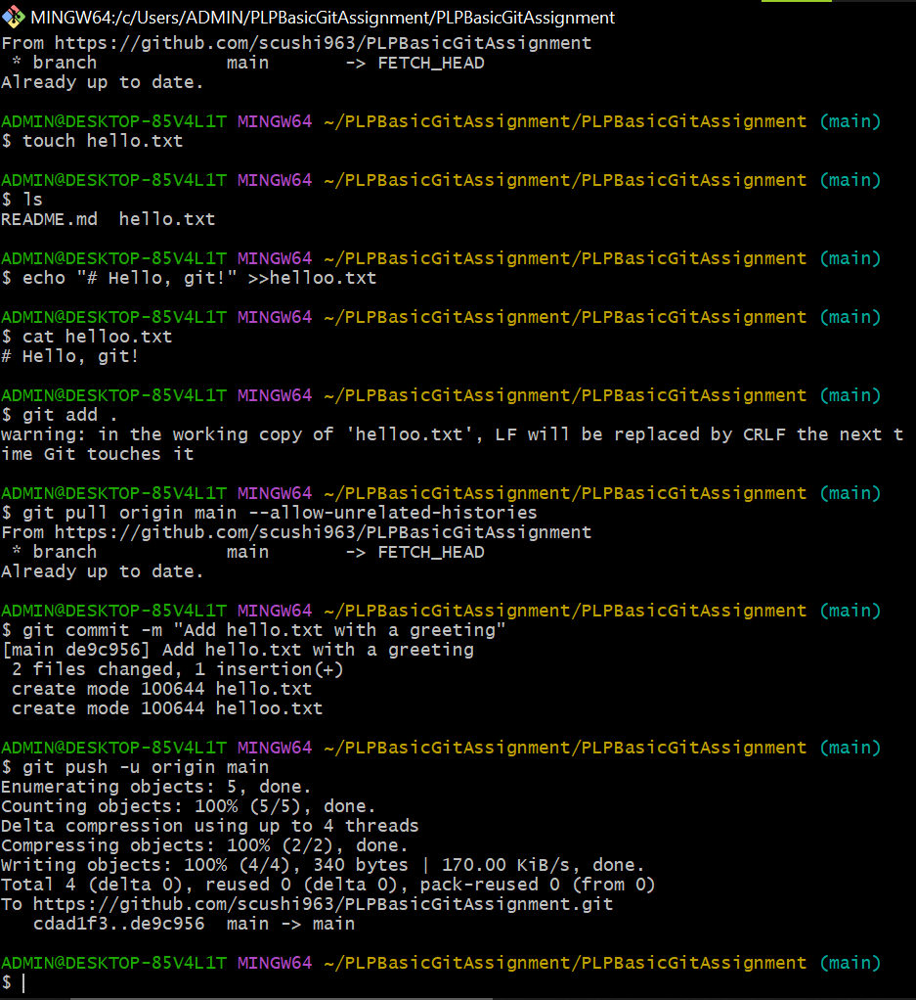 MINGW64:/c/Users/ADMIN/PLPBasicGitAssignment/PLPBasicGitAssignment
From https://github.com/scushi963/PLPBasicGitAssignment
 * branch            main       -> FETCH_HEAD
Already up to date.
ADMIN@DESKTOP-85V4L1T MINGW64 ~/PLPBasicGitAssignment/PLPBasicGitAssignment (main)
$ touch hello.txt
ADMIN@DESKTOP-85V4L1T MINGW64 ~/PLPBasicGitAssignment/PLPBasicGitAssignment (main)
$ ls
README.md  hello.txt
ADMIN@DESKTOP-85V4L1T MINGW64 ~/PLPBasicGitAssignment/PLPBasicGitAssignment (main)
$ echo "# Hello, git!" >>helloo.txt
ADMIN@DESKTOP-85V4L1T MINGW64 ~/PLPBasicGitAssignment/PLPBasicGitAssignment (main)
$ cat helloo.txt
# Hello, git!
ADMIN@DESKTOP-85V4L1T MINGW64 ~/PLPBasicGitAssignment/PLPBasicGitAssignment (main)
$ git add .
warning: in the working copy of 'helloo.txt', LF will be replaced by CRLF the next t
ime Git touches it
ADMIN@DESKTOP-85V4L1T MINGW64 ~/PLPBasicGitAssignment/PLPBasicGitAssignment (main)
$ git pull origin main --allow-unrelated-histories
From https://github.com/scushi963/PLPBasicGitAssignment
 * branch            main       -> FETCH_HEAD
Already up to date.
ADMIN@DESKTOP-85V4L1T MINGW64 ~/PLPBasicGitAssignment/PLPBasicGitAssignment (main)
$ git commit -m "Add hello.txt with a greeting"
[main de9c956] Add hello.txt with a greeting
 2 files changed, 1 insertion(+)
 create mode 100644 hello.txt
 create mode 100644 helloo.txt
ADMIN@DESKTOP-85V4L1T MINGW64 ~/PLPBasicGitAssignment/PLPBasicGitAssignment (main)
$ git push -u origin main
Enumerating objects: 5, done.
Counting objects: 100% (5/5), done.
Delta compression using up to 4 threads
Compressing objects: 100% (2/2), done.
Writing objects: 100% (4/4), 340 bytes | 170.00 KiB/s, done.
Total 4 (delta 0), reused 0 (delta 0), pack-reused 0 (from 0)
To https://github.com/scushi963/PLPBasicGitAssignment.git
   cdad1f3..de9c956  main -> main
ADMIN@DESKTOP-85V4L1T MINGW64 ~/PLPBasicGitAssignment/PLPBasicGitAssignment (main)
$